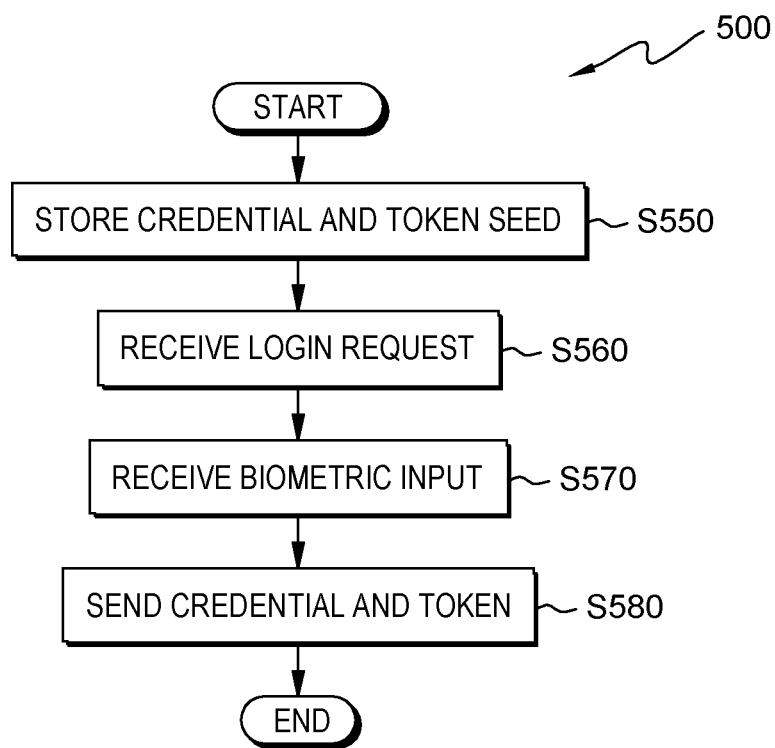 500
START
STORE CREDENTIAL AND TOKEN SEED
S550
RECEIVE LOGIN REQUEST
S560
RECEIVE BIOMETRIC INPUT
S570
SEND CREDENTIAL AND TOKEN
S580
END